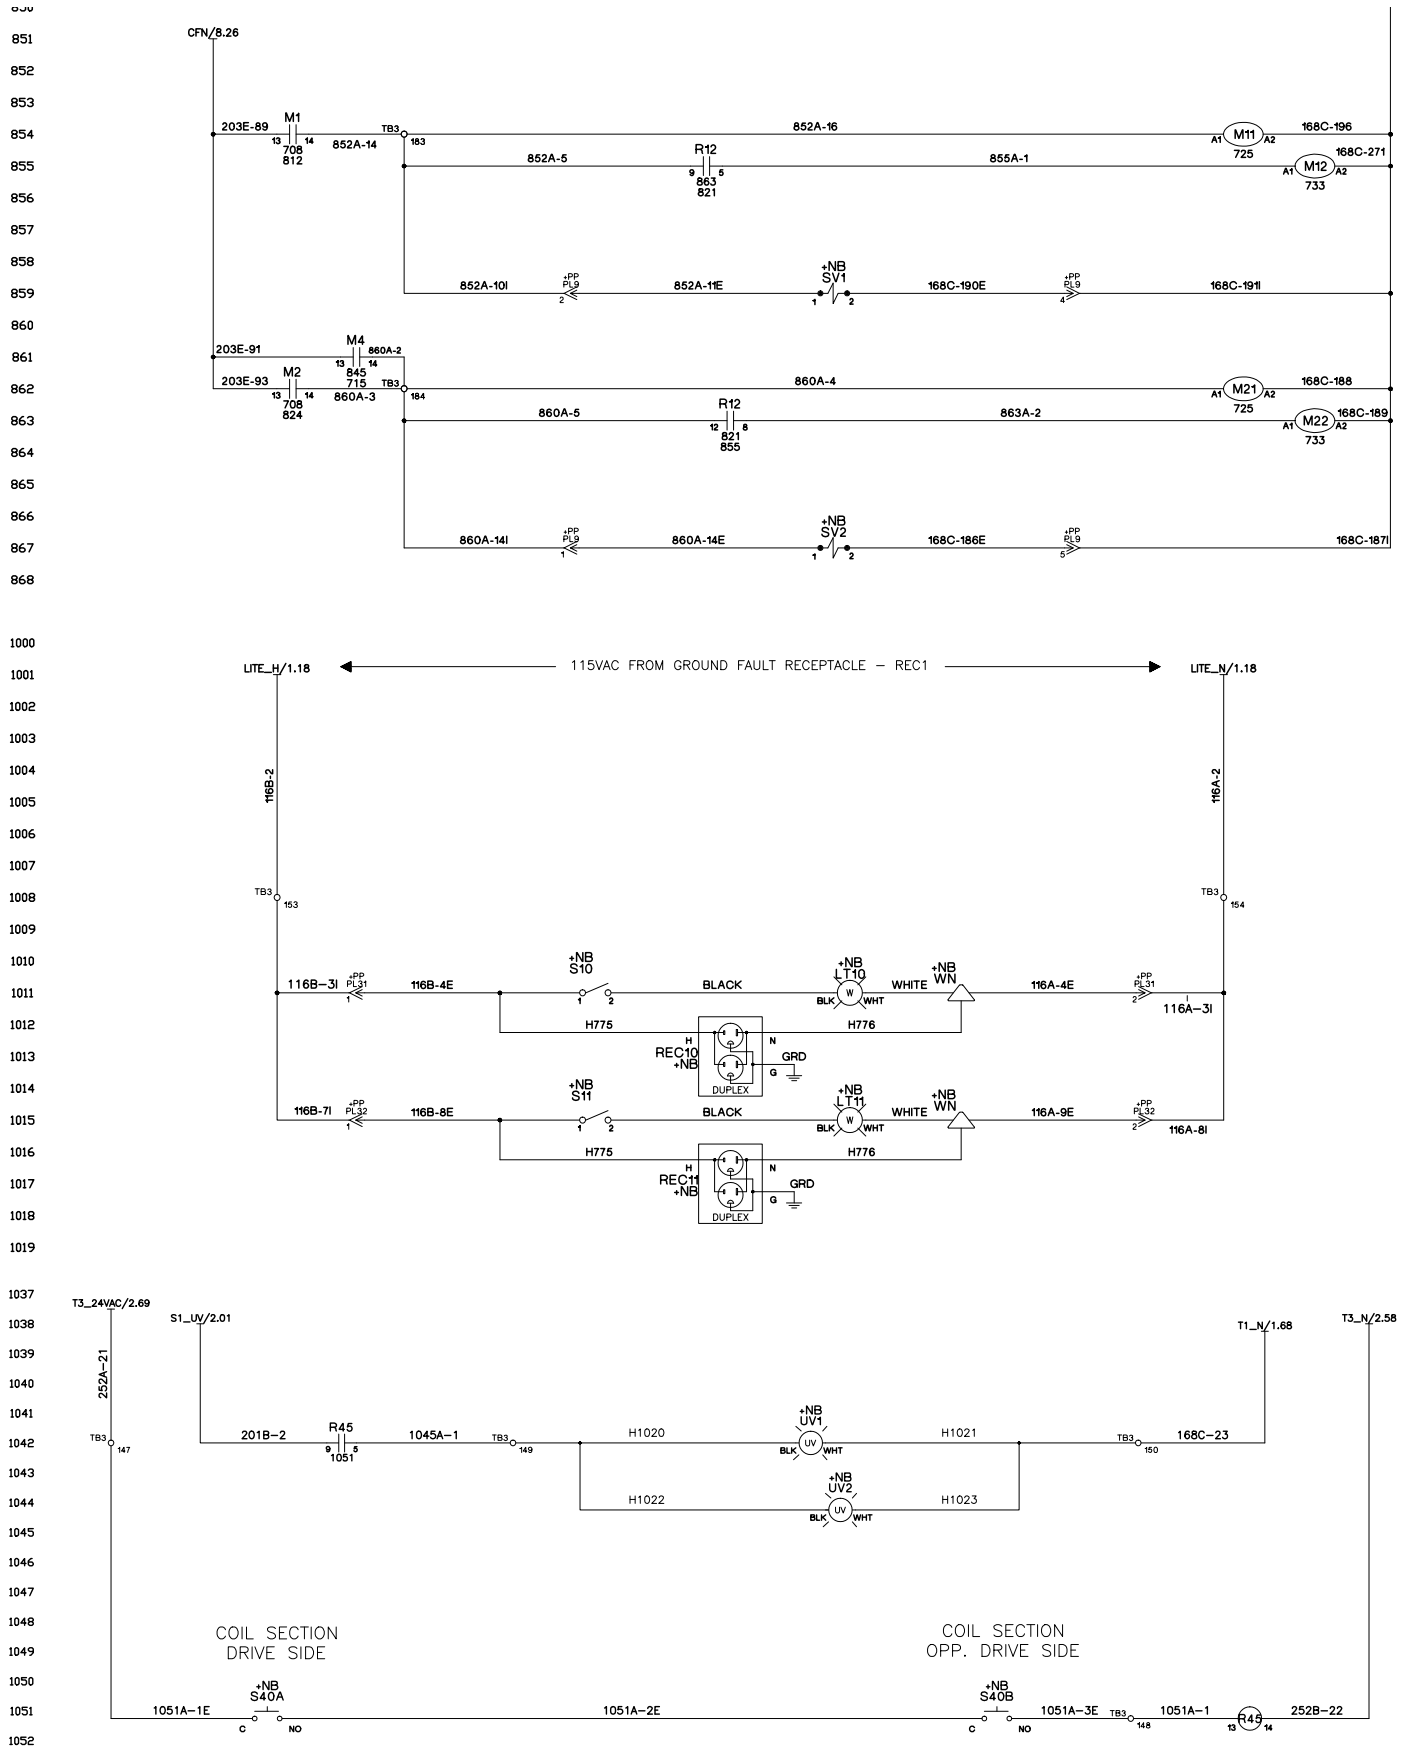 851
CFN/8.26
852
853
M1
203E-89
TB3
852A-16
168C-196
854
13
14
852A-14
183
A1
M11
A2
708
R12
725
168C-271
812
852A-5
855A-1
855
9
5
A1
M12
A2
863
733
821
856
857
858
+NB
SV1
+PP
PL9
+PP
PL9
852A-10I
852A-11E
168C-190E
168C-191I
859
2
1
2
4
860
M4
203E-91
860A-2
861
13
14
845
M2
715
203E-93
TB3
860A-4
168C-188
862
13
14
860A-3
184
A1
M21
A2
708
R12
725
824
860A-5
863A-2
168C-189
863
12
8
A1
M22
A2
821
733
855
864
865
866
+NB
SV2
+PP
PL9
+PP
PL9
860A-14I
860A-14E
168C-186E
168C-187I
867
1
1
2
5
868
1000
LITE_H/1.18
115VAC FROM GROUND FAULT RECEPTACLE - REC1
LITE_N/1.18
1001
1002
1003
1004
116B-2
116A-2
1005
1006
1007
TB3
TB3
1008
153
154
1009
1010
+NB
S10
+NB
LT10
+NB
WN
+PP
PL31
+PP
PL31
116B-3I
116B-4E
BLACK
WHITE
116A-4E
1011
1
1
2
BLK
W
WHT
2
116A-3I
1012
H775
H776
H
N
REC10
+NB
GRD
1013
G
DUPLEX
1014
+NB
S11
+NB
LT11
+NB
WN
+PP
PL32
+PP
PL32
116B-7I
116B-8E
BLACK
WHITE
116A-9E
1015
1
1
2
BLK
W
WHT
2
116A-8I
1016
H775
H776
H
N
REC11
+NB
GRD
1017
G
DUPLEX
1018
1019
1037
T3_24VAC/2.69
S1_UV/2.01
T1_N/1.68
T3_N/2.58
1038
1039
252A-21
1040
1041
+NB
UV1
R45
TB3
201B-2
1045A-1
TB3
H1020
H1021
TB3
168C-23
1042
147
9
5
149
BLK
UV
WHT
150
1051
1043
+NB
UV2
H1022
H1023
1044
BLK
UV
WHT
1045
1046
1047
1048
COIL SECTION
DRIVE SIDE
COIL SECTION
OPP. DRIVE SIDE
1049
1050
+NB
S40A
+NB
S40B
1051A-1E
1051A-2E
1051A-3E
TB3
1051A-1
252B-22
1051
C
NO
C
NO
148
13
R45
14
1052